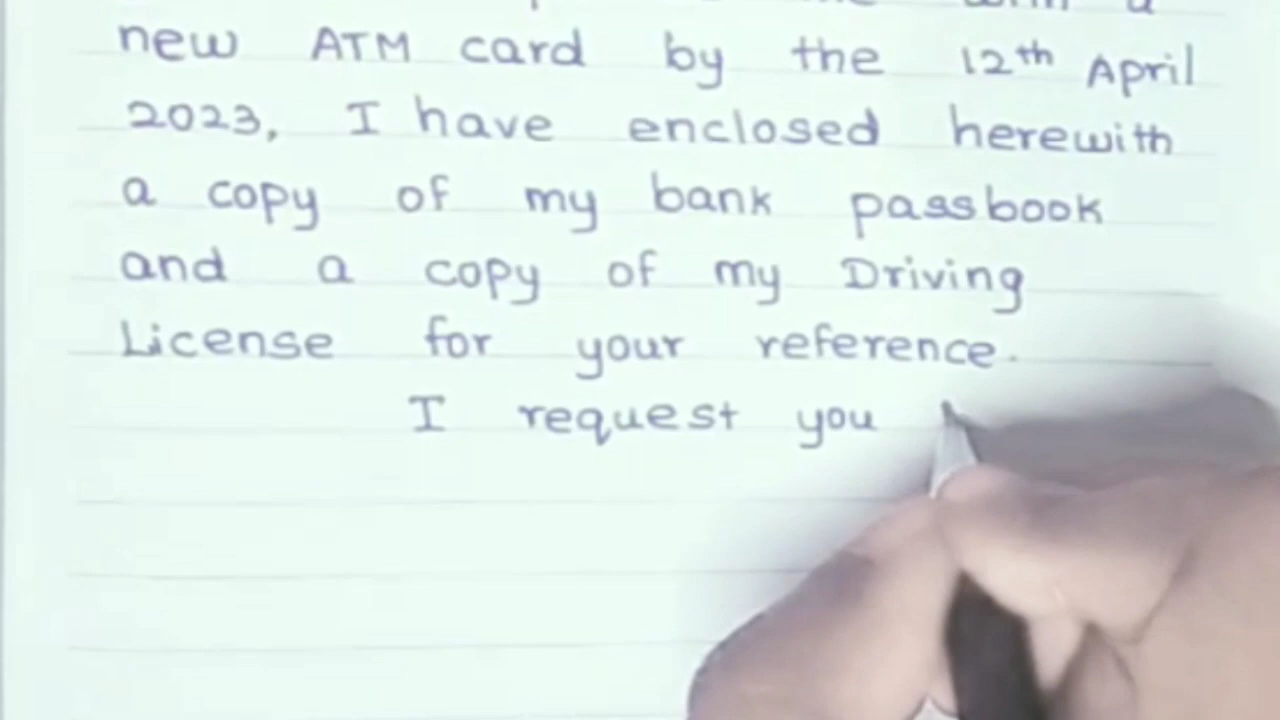 with a
new ATM card by the 12th April
2023, I have enclosed herewith
a copy of my bank passbook
and a copy of my Driving
License for your reference.
I request you